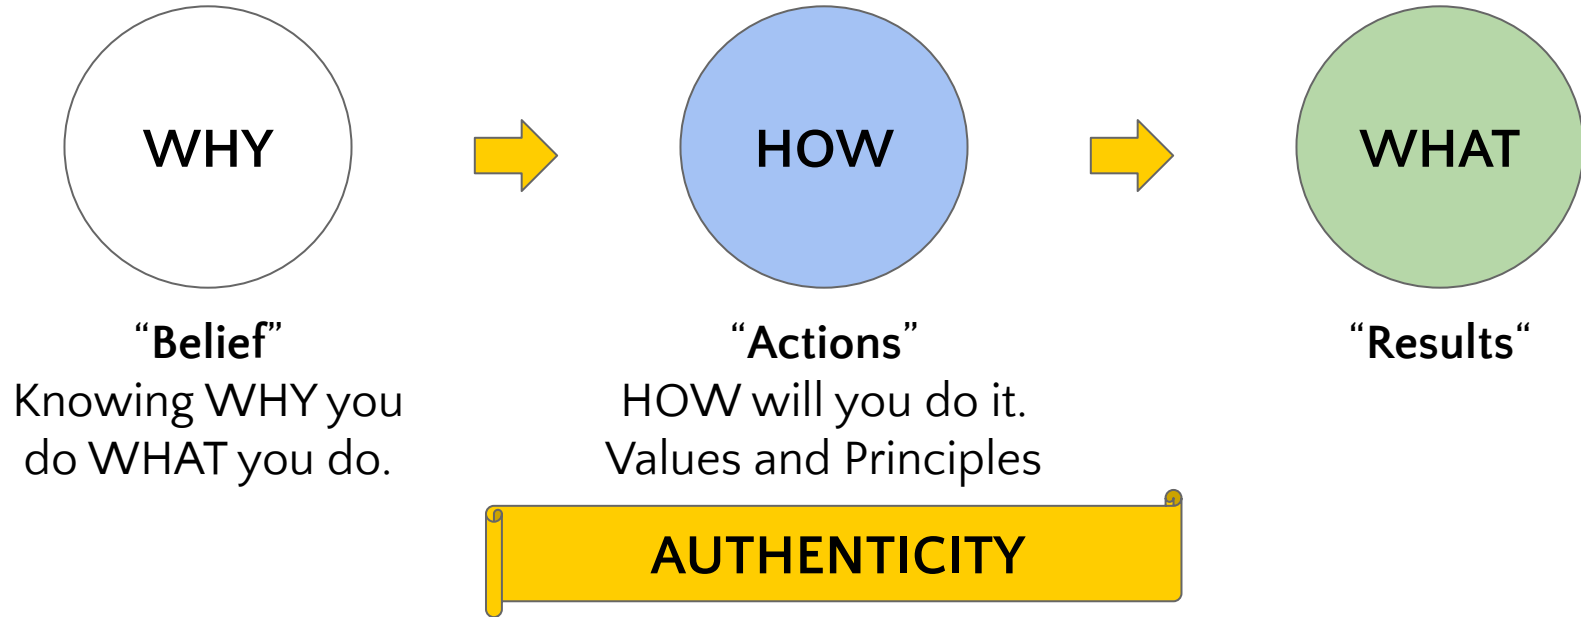 WHY
HOW
WHAT
“Belief”
Knowing WHY you
do WHAT you do.
“Actions”
HOW will you do it.
Values and Principles
“Results“
AUTHENTICITY